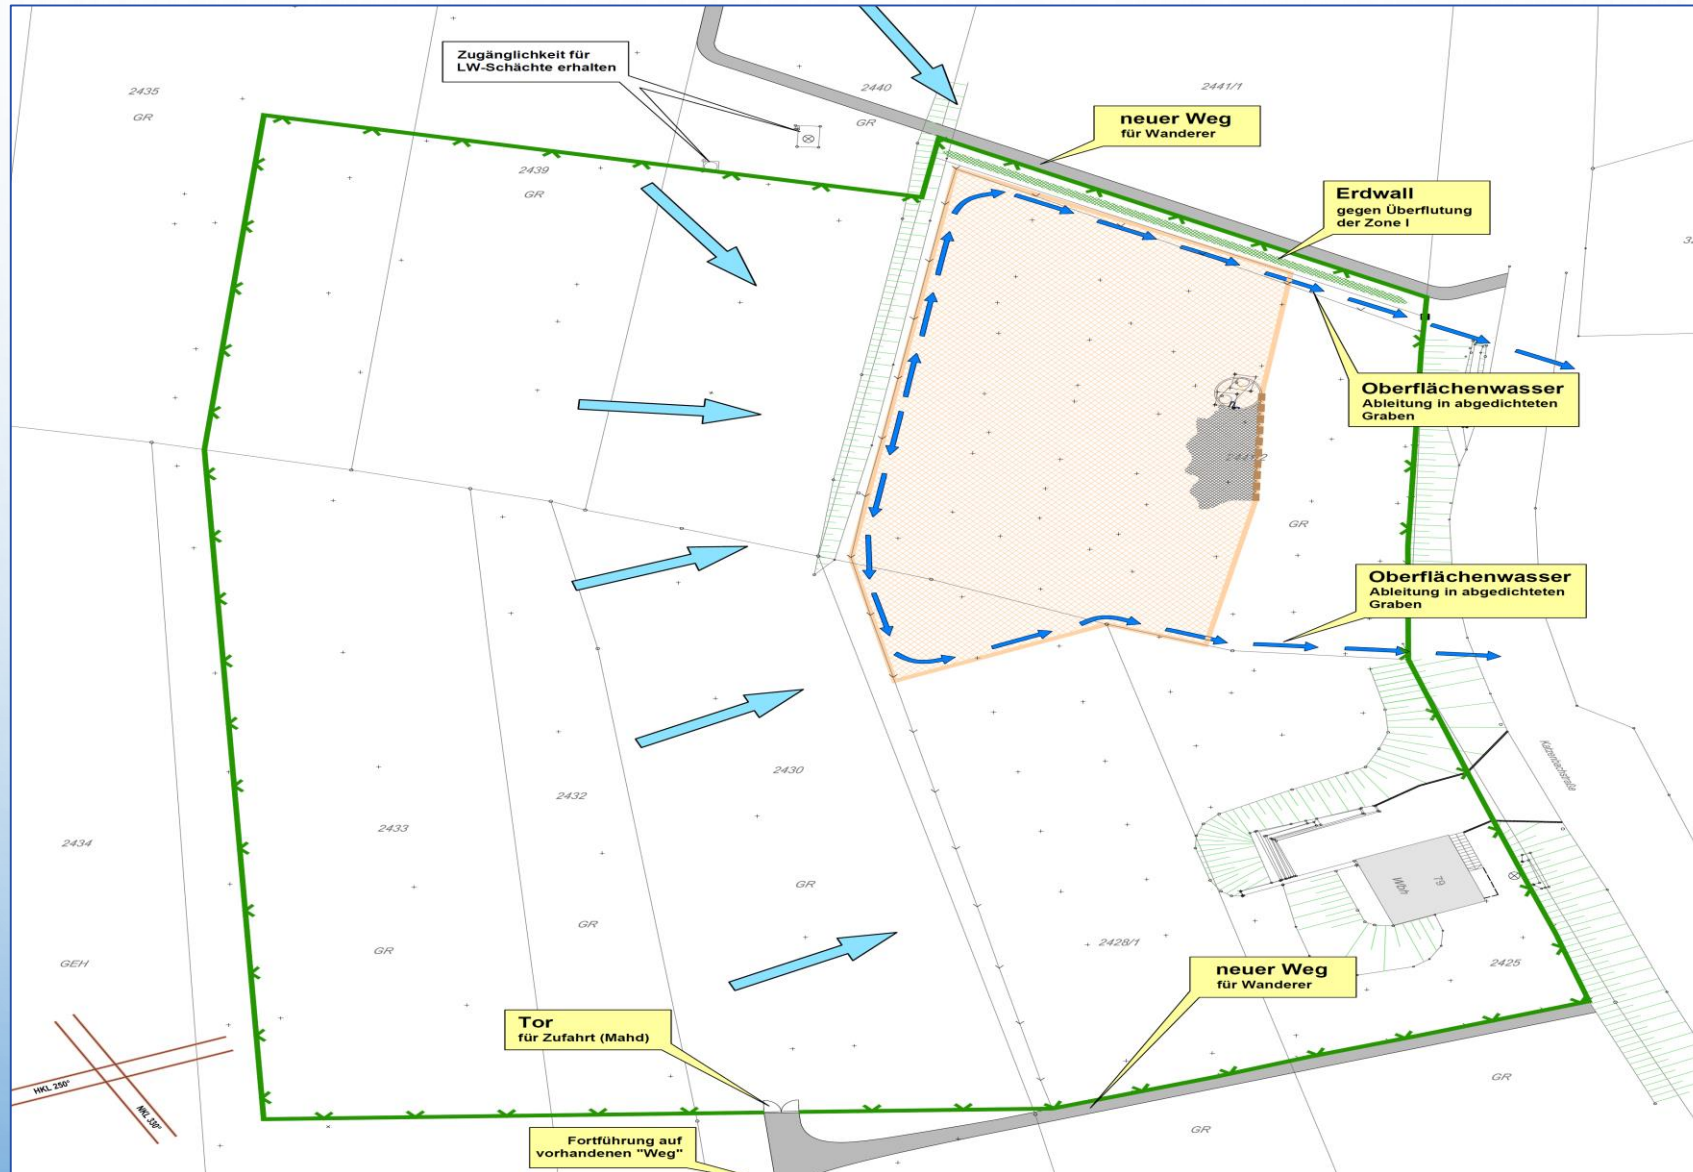 Zugänglichkeit für
LW-Schächte erhalten
2435
GR
2440
GR
2441/1
neuer Weg
für Wanderer
2439
GR
Erdwall
gegen Überflutung
der Zone I
Oberflächenwasser
Ableitung in abgedichteten
Graben
2441/2
GR
Oberflächenwasser
Ableitung in abgedichteten
Graben
Katzenbachstraße
2430
2432
2433
2434
GR
GR
GR
GEH
Wbh
79
2428/1
2425
neuer Weg
für Wanderer
Tor
für Zufahrt (Mahd)
HKL 250°
NKL 330°
GR
GR
Fortführung auf
vorhandenen "Weg"